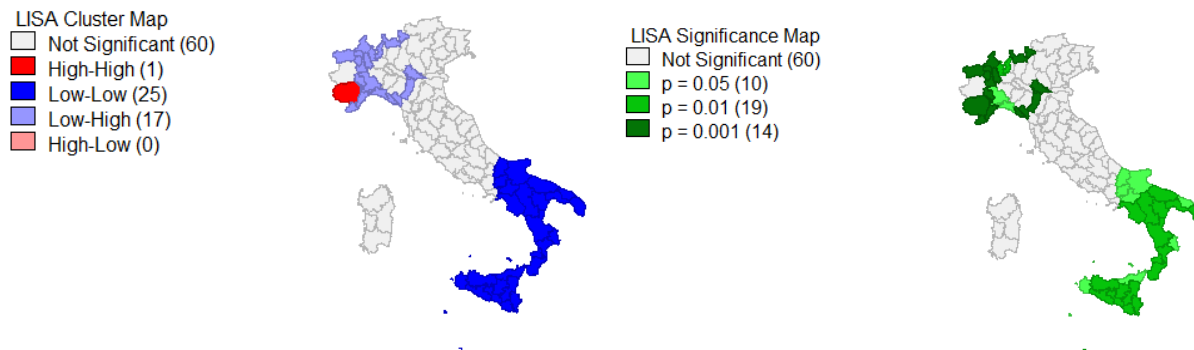 LISA Cluster Map
Not Significant (60)
High-High (1)
Low-Low (25)
Low-High (17)
High-Low (0)
LISA Significance Map
Not Significant (60)
p = 0.05 (10)
p = 0.01 (19)
p = 0.001 (14)